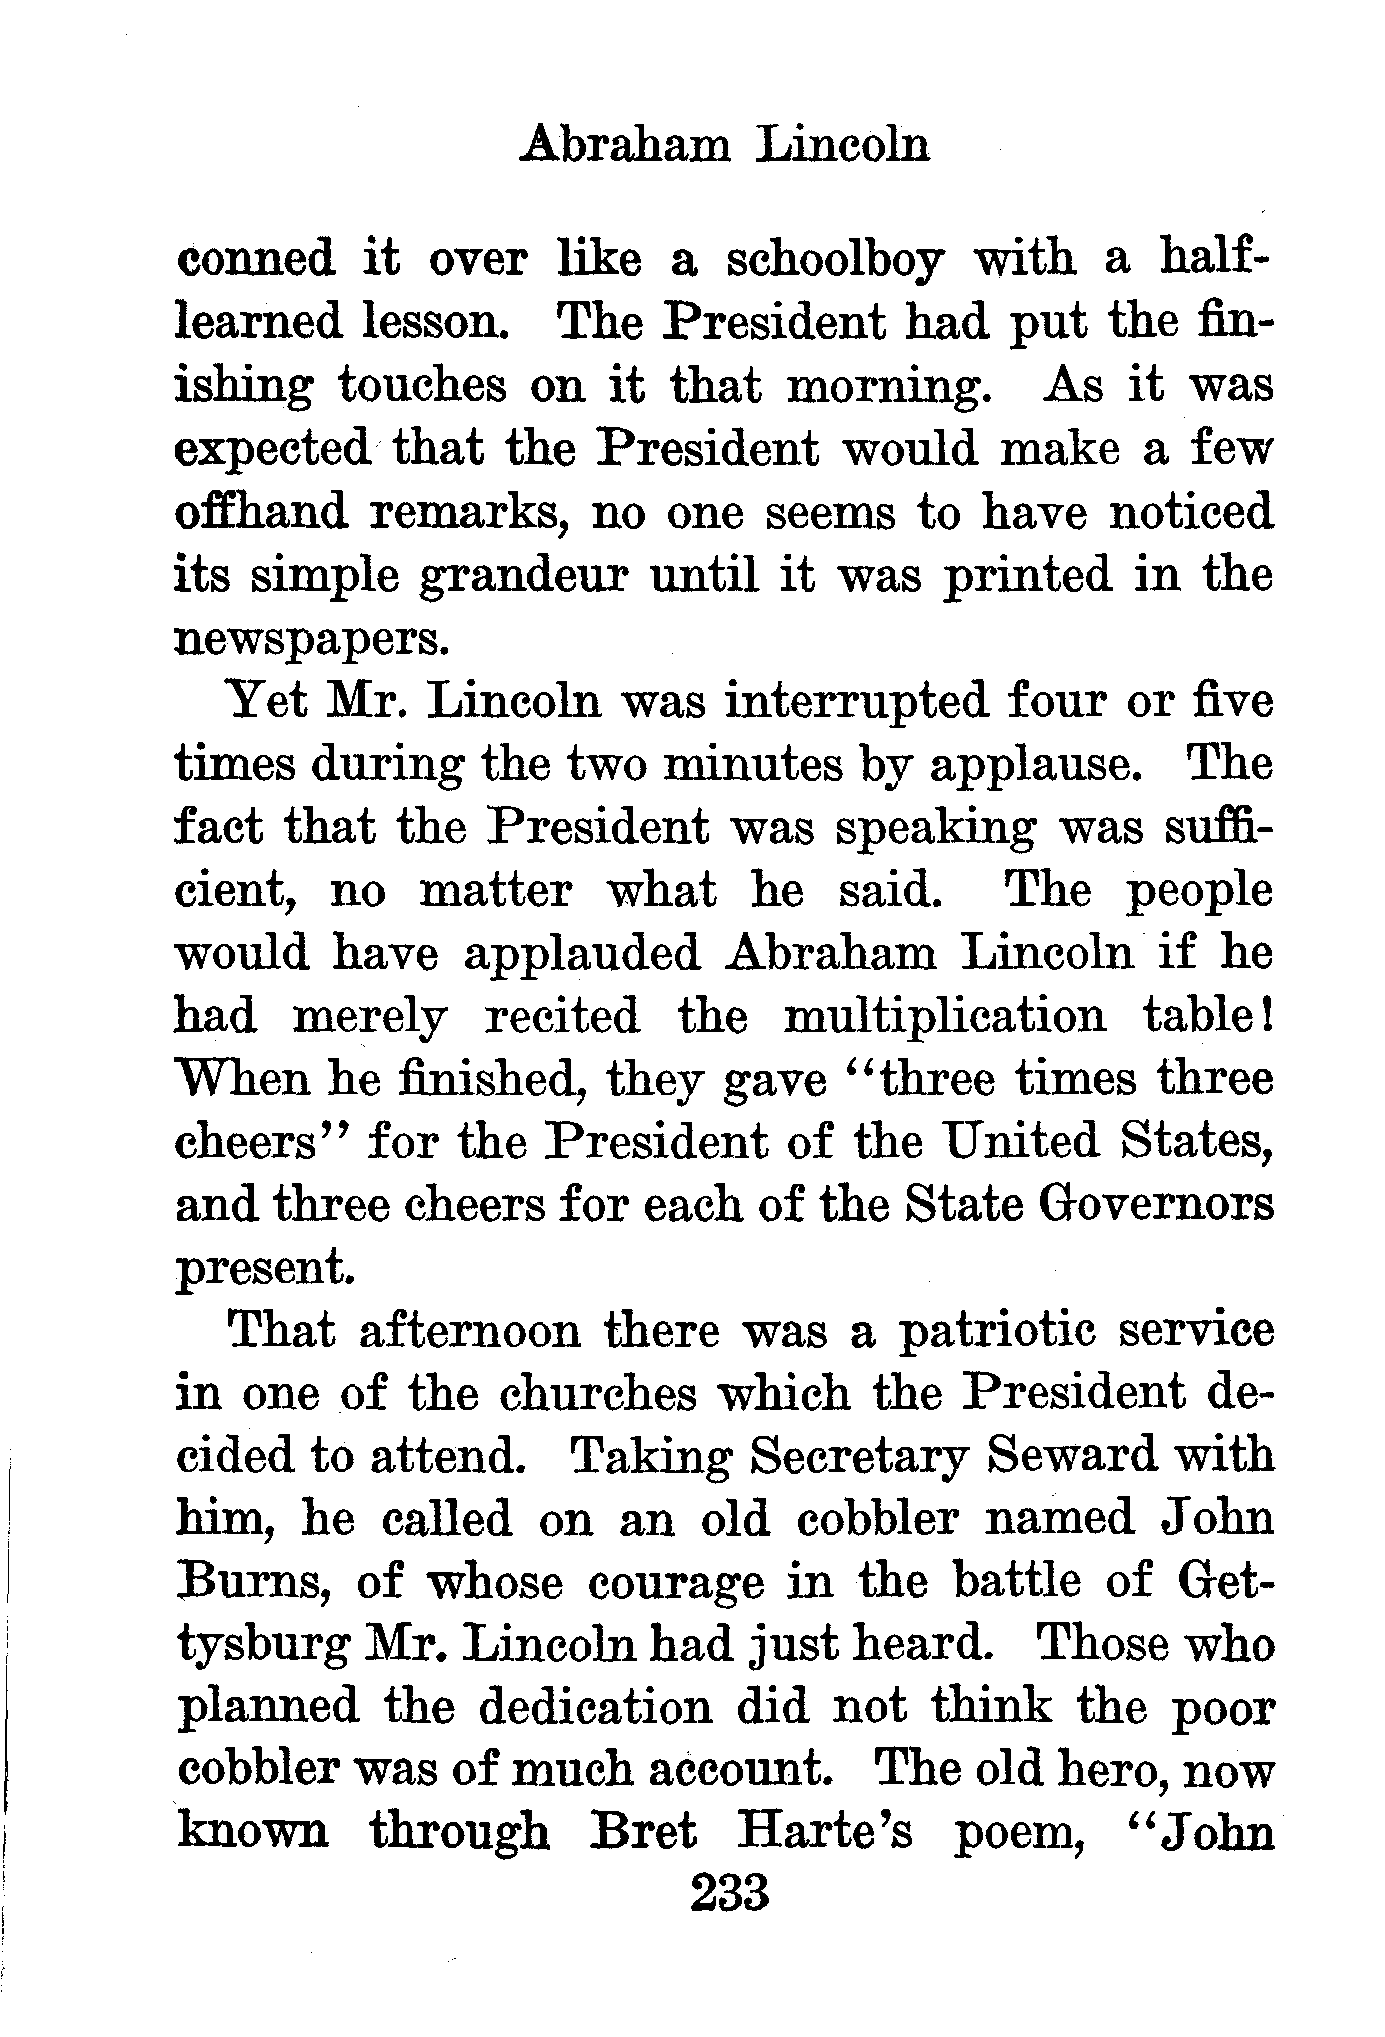 Abraham Lincoln
conned it over like a schoolboy with a half-
learned lesson. The President had put the fin-
ishing touches on it that morning. As it was
expected that the President would make a few
offhand remarks, no one seems to have noticed
its simple grandeur until it was printed in the
newspapers.
Yet Mr. Lincoln was interrupted four or five
times during the two minutes by applause. The
fact that the President was speaking was suffi-
cient, no matter what he said. The people
would have applauded Abraham Lincoln if he
had merely recited the multiplication table!
When he finished, they gave “three times three
cheers” for the President of the United States,
and three cheers for each of the State Governors
present.
That afternoon there was a patriotic service
in one of the churches which the President de-
cided to attend. Taking Secretary Seward with
him, he called on an old cobbler named John
Burns, of whose courage in the battle of Get-
tysburg Mr. Lincoln had just heard. Those who
planned the dedication did not think the poor
cobbler was of much account. The old hero, now
known through Bret Harte’s poem, “John
233